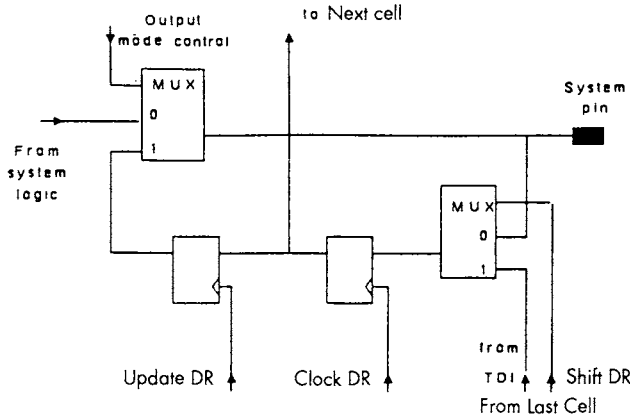 Output
mode control
to Next cell
MUX
0
1
From
system
logic
System
pin
MUX
0
1
from
TDI
Shift DR
Update DR
Clock DR
From Last Cell